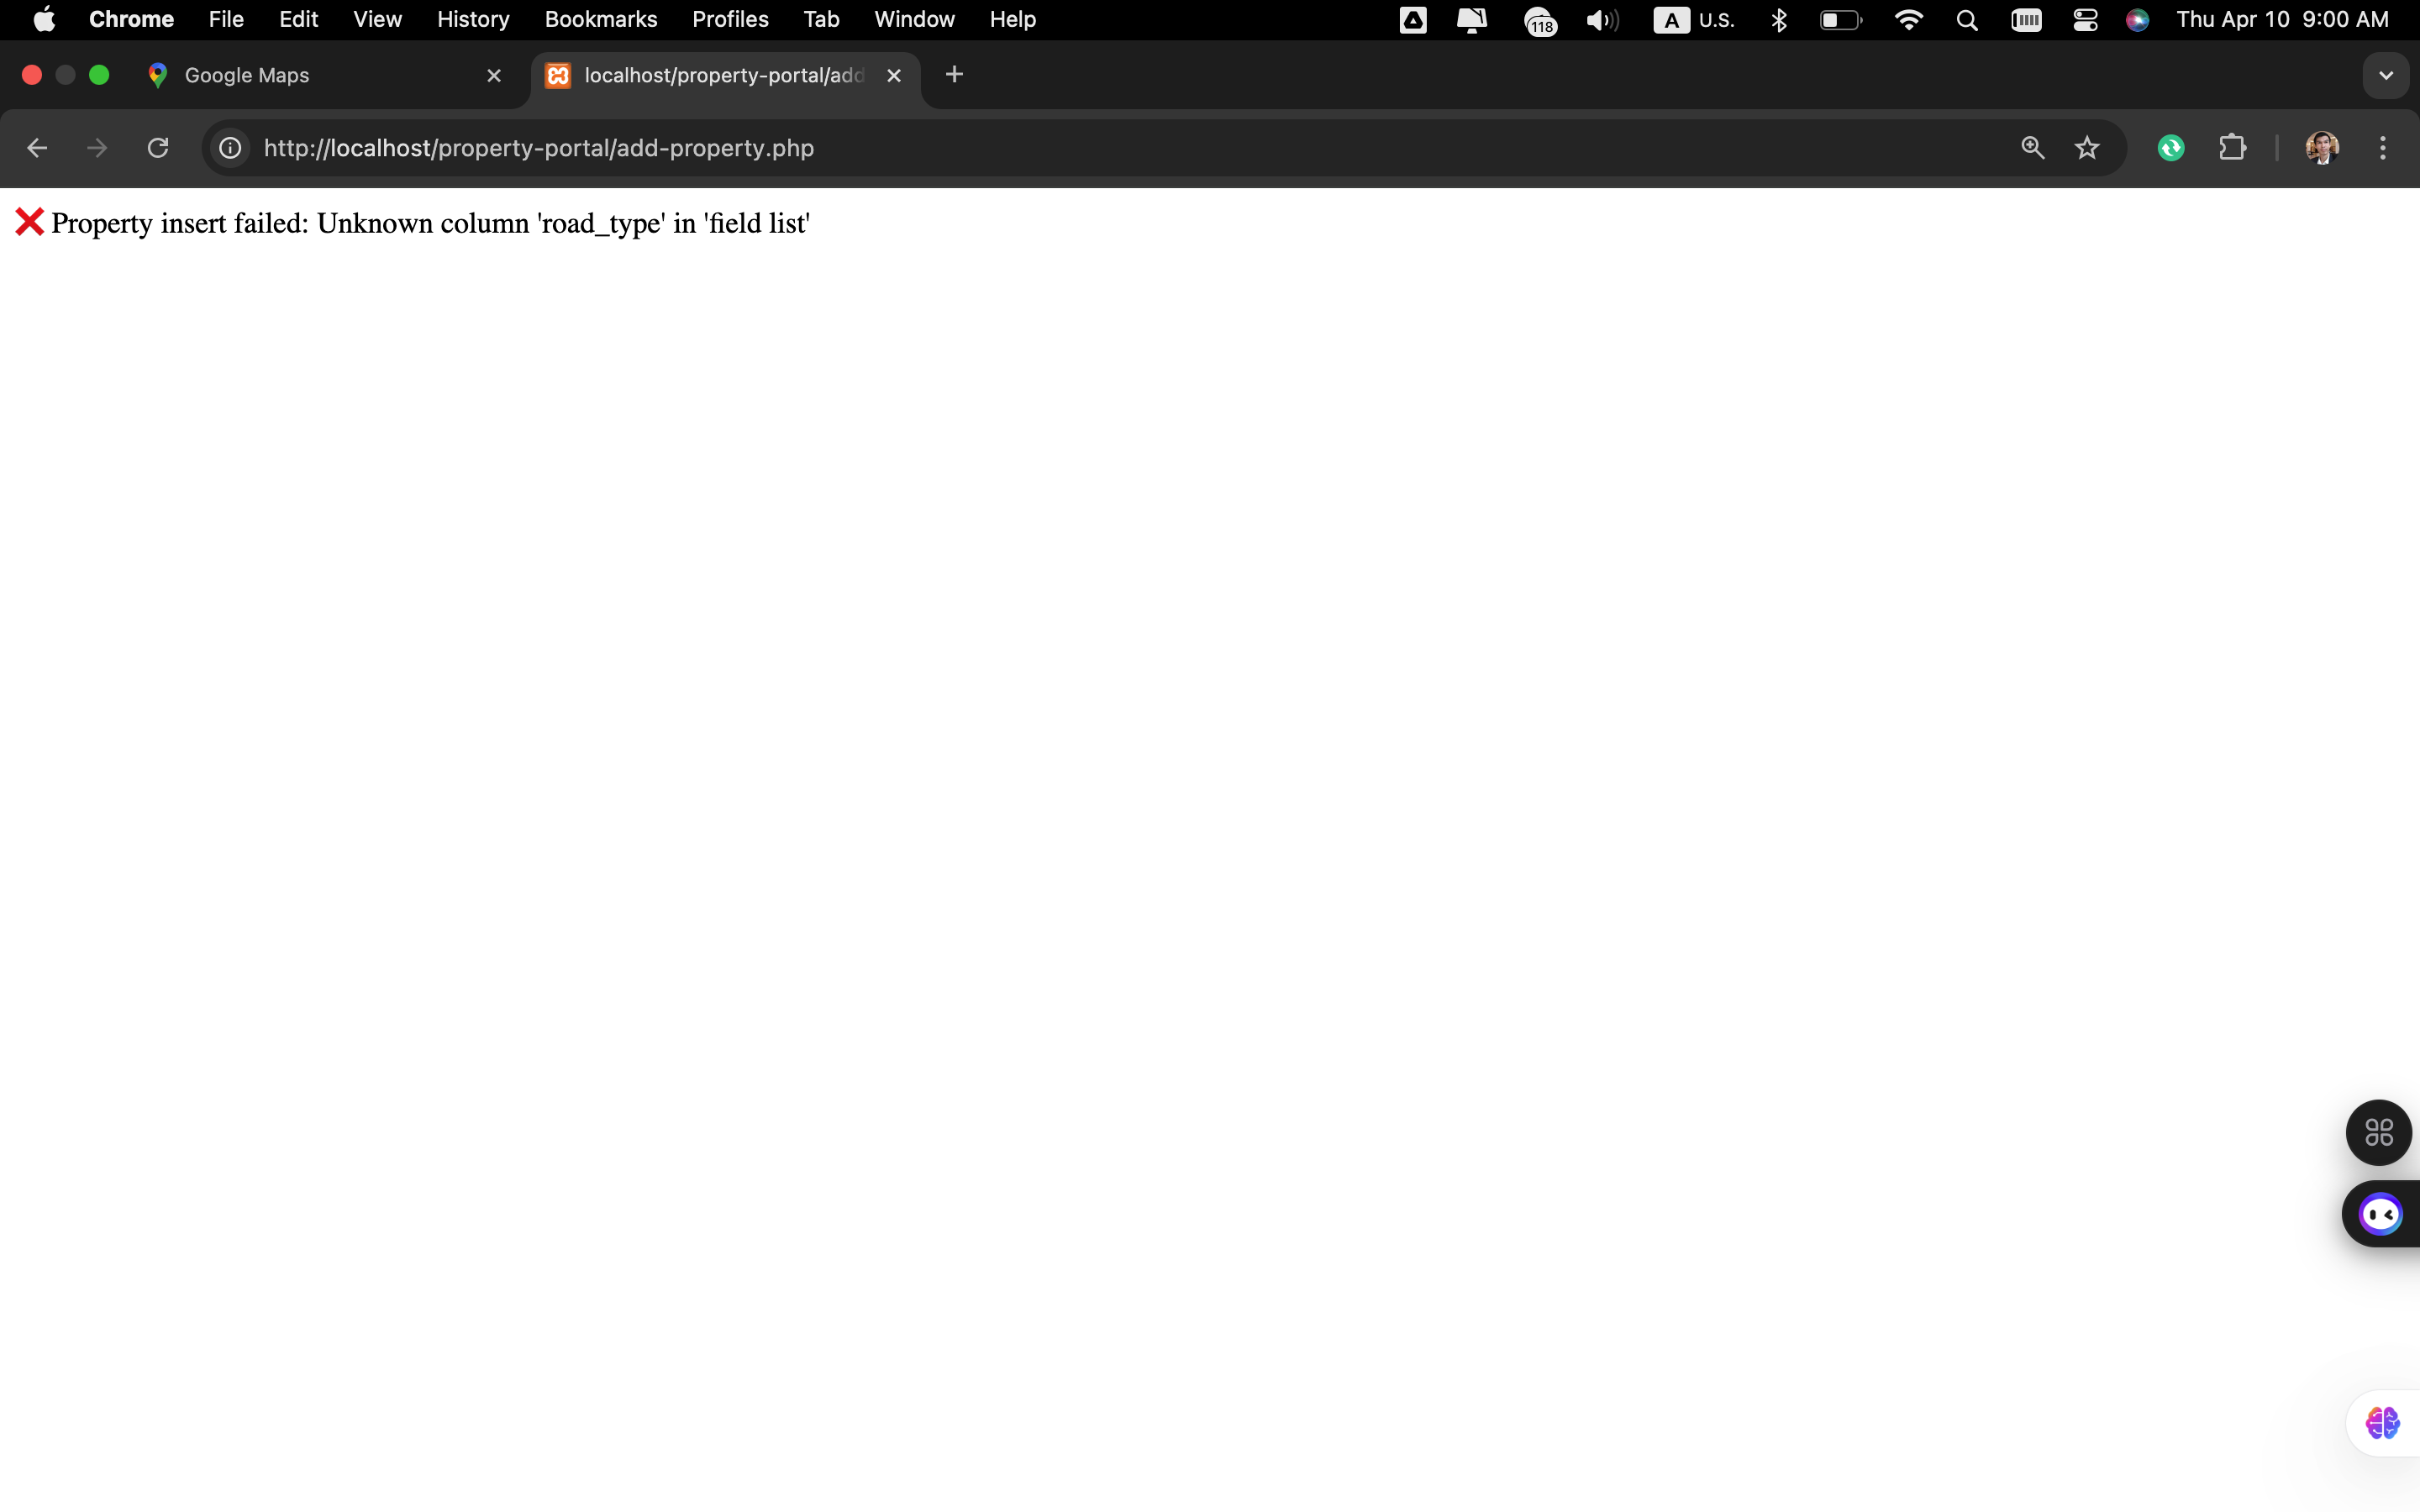 Chrome File Edit View History Bookmarks Profiles Tab Window Help 118 A U.S. Thu Apr 10 9:00 AM
Google Maps localhost/property-portal/add
http://localhost/property-portal/add-property.php
❌ Property insert failed: Unknown column 'road_type' in 'field list'